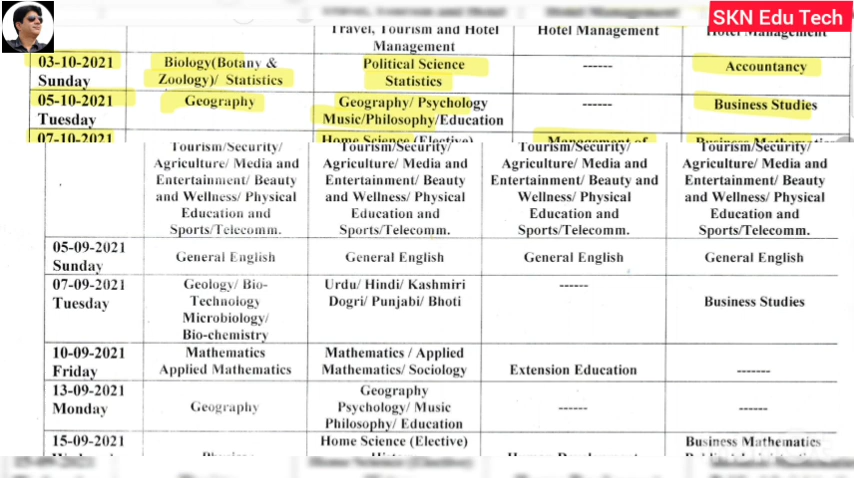 SKN Edu Tech
Travel, Tourism and Hotel Management
Hotel Management
Hotel Management
03-10-2021 Sunday
Biology(Botany & Zoology)/ Statistics
Political Science Statistics
------
Accountancy
05-10-2021 Tuesday
Geography
Geography/ Psychology Music/Philosophy/Education
------
Business Studies
07-10-2021
Home Science (Elective)
Management of
Business Mathematics
Tourism/Security/ Agriculture/ Media and Entertainment/ Beauty and Wellness/ Physical Education and Sports/Telecomm.
Tourism/Security/ Agriculture/ Media and Entertainment/ Beauty and Wellness/ Physical Education and Sports/Telecomm.
Tourism/Security/ Agriculture/ Media and Entertainment/ Beauty and Wellness/ Physical Education and Sports/Telecomm.
Tourism/Security/ Agriculture/ Media and Entertainment/ Beauty and Wellness/ Physical Education and Sports/Telecomm.
05-09-2021 Sunday
General English
General English
General English
General English
07-09-2021 Tuesday
Geology/ Bio-Technology Microbiology/ Bio-chemistry
Urdu/ Hindi/ Kashmiri Dogri/ Punjabi/ Bhoti
------
Business Studies
10-09-2021 Friday
Mathematics Applied Mathematics
Mathematics / Applied Mathematics/ Sociology
Extension Education
-------
13-09-2021 Monday
Geography
Geography Psychology/ Music Philosophy/ Education
------
------
15-09-2021
Home Science (Elective)
Business Mathematics